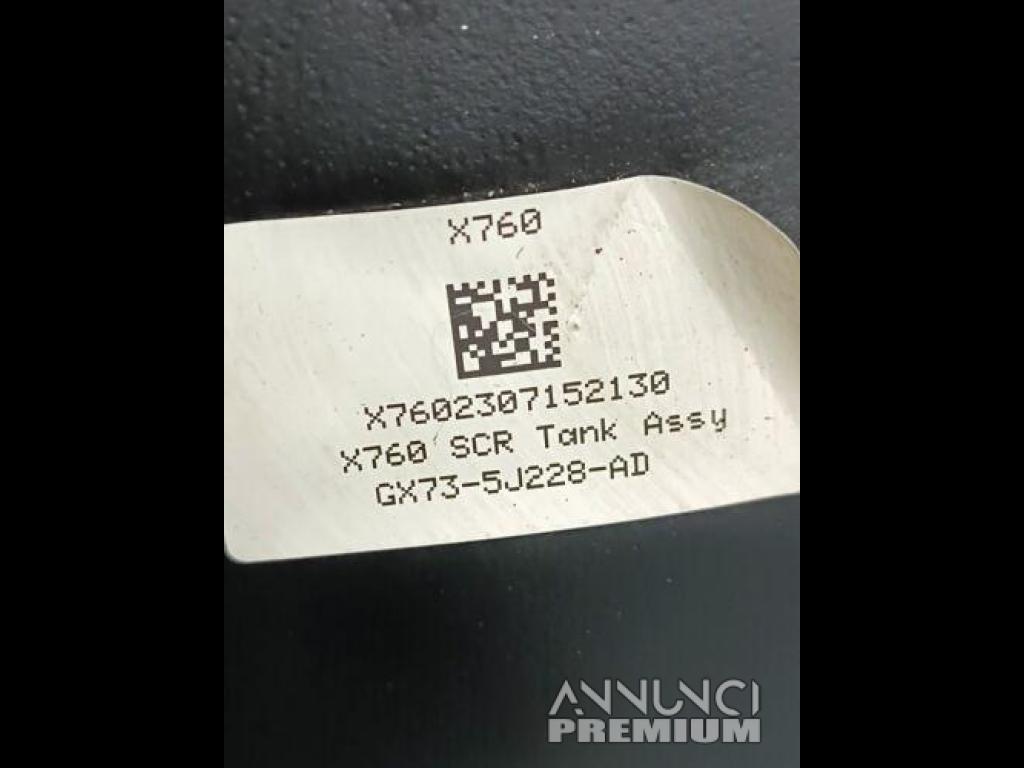 X760
X7602307152130
X760 SCR Tank Assy
GX73-5J228-AD
ANNUNCI
PREMIUM